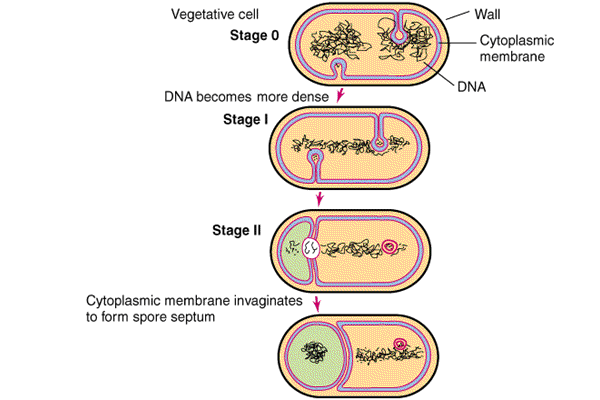 Vegetative cell
Stage 0
Wall
Cytoplasmic
membrane
DNA
DNA becomes more dense
Stage I
Stage II
Cytoplasmic membrane invaginates
to form spore septum